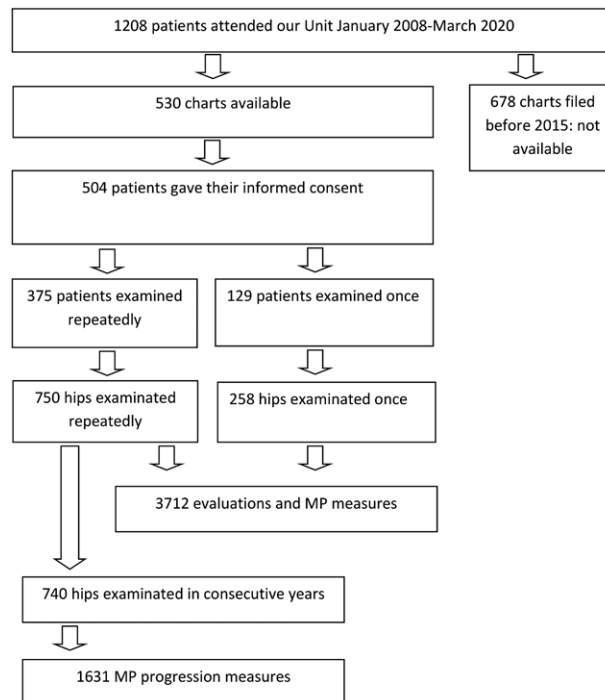 1208 patients attended our Unit January 2008-March 2020
530 charts available
678 charts filed
before 2015: not
available
504 patients gave their informed consent
375 patients examined
repeatedly
129 patients examined once
750 hips examined
repeatedly
258 hips examined once
3712 evaluations and MP measures
740 hips examined in consecutive years
1631 MP progression measures